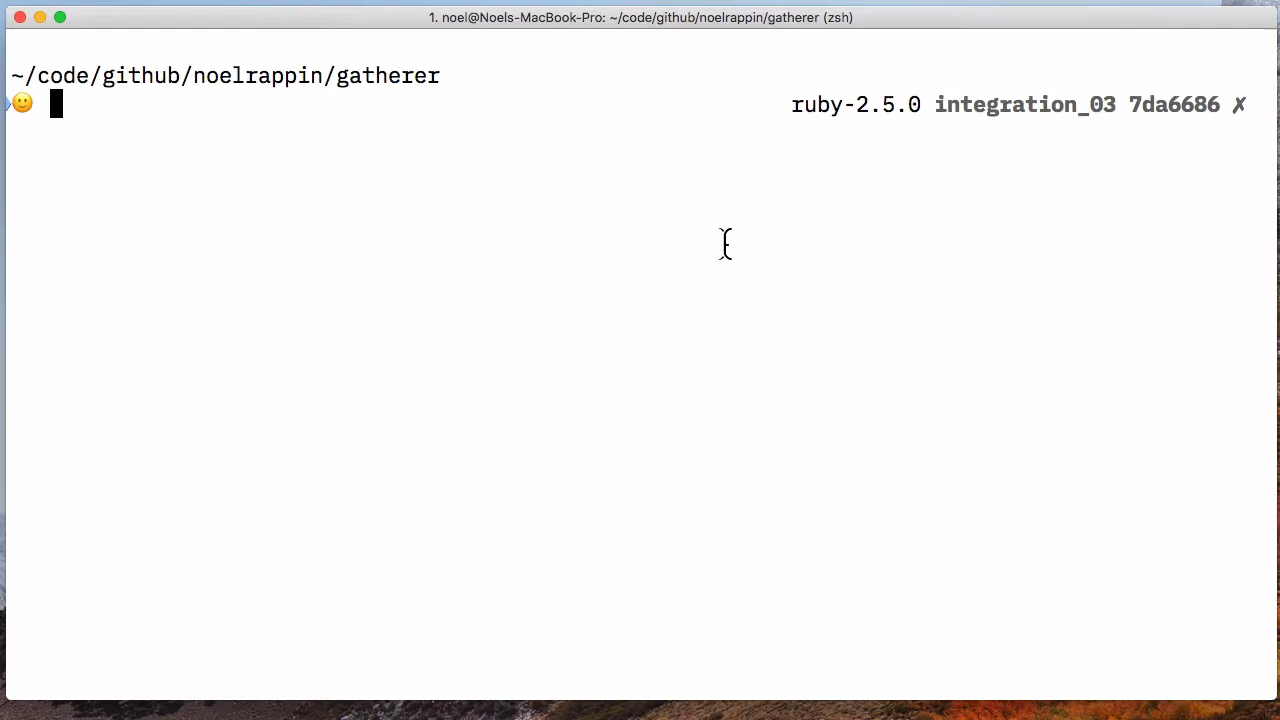 1. noel@Noels-MacBook-Pro: ~/code/github/noelrappin/gatherer (zsh)
~/code/github/noelrappin/gatherer
🙂 ruby-2.5.0 integration_03 7da6686 ✗